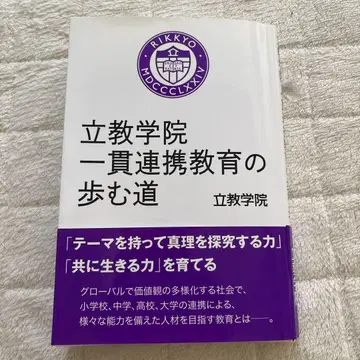 RIKKYO
MDCCCLXXIV
立教学院
一貫連携教育の
歩む道
立教学院
「テーマを持って真理を探究する力」
「共に生きる力」を育てる
グローバルで価値観の多様化する社会で、
小学校、中学、高校、大学の連携による、
様々な能力を備えた人材を目指す教育とは――。